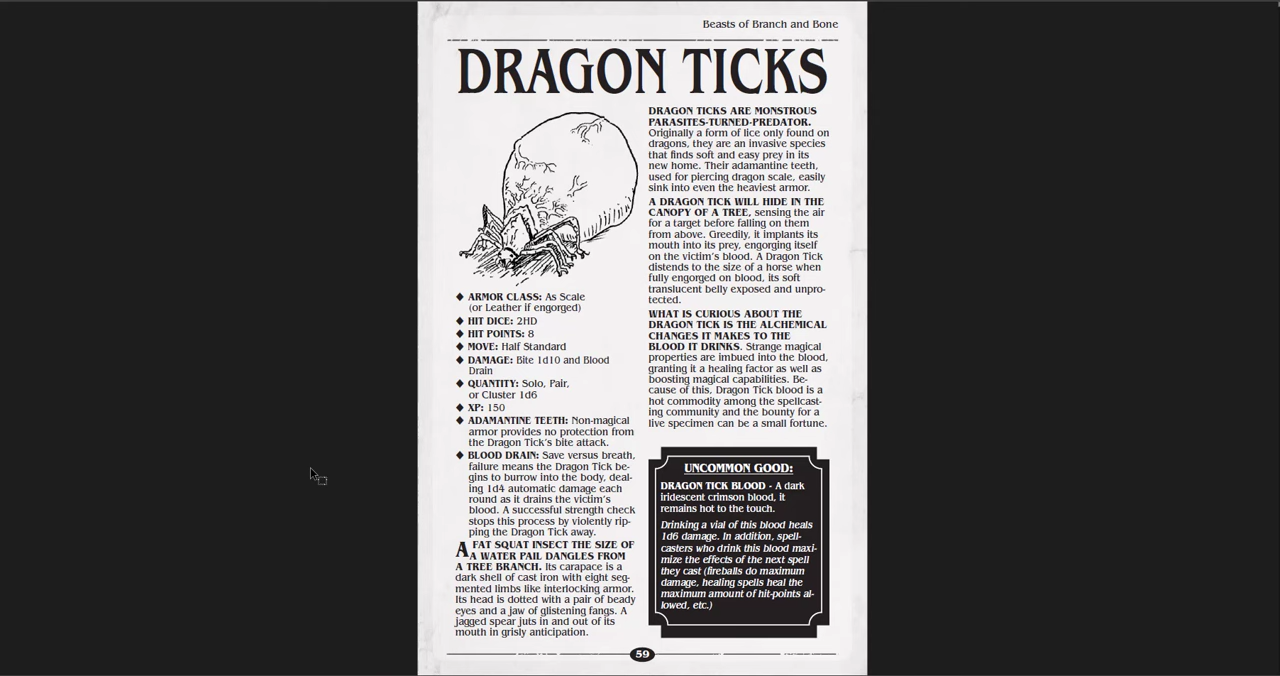 Beasts of Branch and Bone
DRAGON TICKS
◆ ARMOR CLASS: As Scale
(or Leather if engorged)
◆ HIT DICE: 2HD
◆ HIT POINTS: 8
◆ MOVE: Half Standard
◆ DAMAGE: Bite 1d10 and Blood
Drain
◆ QUANTITY: Solo, Pair,
or Cluster 1d6
◆ XP: 150
◆ ADAMANTINE TEETH: Non-magical
armor provides no protection from
the Dragon Tick's bite attack.
◆ BLOOD DRAIN: Save versus breath,
failure means the Dragon Tick be-
gins to burrow into the body, deal-
ing 1d4 automatic damage each
round as it drains the victim's
blood. A successful strength check
stops this process by violently rip-
ping the Dragon Tick away.
A FAT SQUAT INSECT THE SIZE OF
A WATER PAIL DANGLES FROM
A TREE BRANCH. Its carapace is a
dark shell of cast iron with eight seg-
mented limbs like interlocking armor.
Its head is dotted with a pair of beady
eyes and a jaw of glistening fangs. A
jagged spear juts in and out of its
mouth in grisly anticipation.
DRAGON TICKS ARE MONSTROUS
PARASITES-TURNED-PREDATOR.
Originally a form of lice only found on
dragons, they are an invasive species
that finds soft and easy prey in its
new home. Their adamantine teeth,
used for piercing dragon scale, easily
sink into even the heaviest armor.
A DRAGON TICK WILL HIDE IN THE
CANOPY OF A TREE, sensing the air
for a target before falling on them
from above. Greedily, it implants its
mouth into its prey, engorging itself
on the victim's blood. A Dragon Tick
distends to the size of a horse when
fully engorged on blood, its soft
translucent belly exposed and unpro-
tected.
WHAT IS CURIOUS ABOUT THE
DRAGON TICK IS THE ALCHEMICAL
CHANGES IT MAKES TO THE
BLOOD IT DRINKS. Strange magical
properties are imbued into the blood,
granting it a healing factor as well as
boosting magical capabilities. Be-
cause of this, Dragon Tick blood is a
hot commodity among the spellcast-
ing community and the bounty for a
live specimen can be a small fortune.
UNCOMMON GOOD:
DRAGON TICK BLOOD - A dark
iridescent crimson blood, it
remains hot to the touch.
Drinking a vial of this blood heals
1d6 damage. In addition, spell-
casters who drink this blood maxi-
mize the effects of the next spell
they cast (fireballs do maximum
damage, healing spells heal the
maximum amount of hit-points al-
lowed, etc.)
59